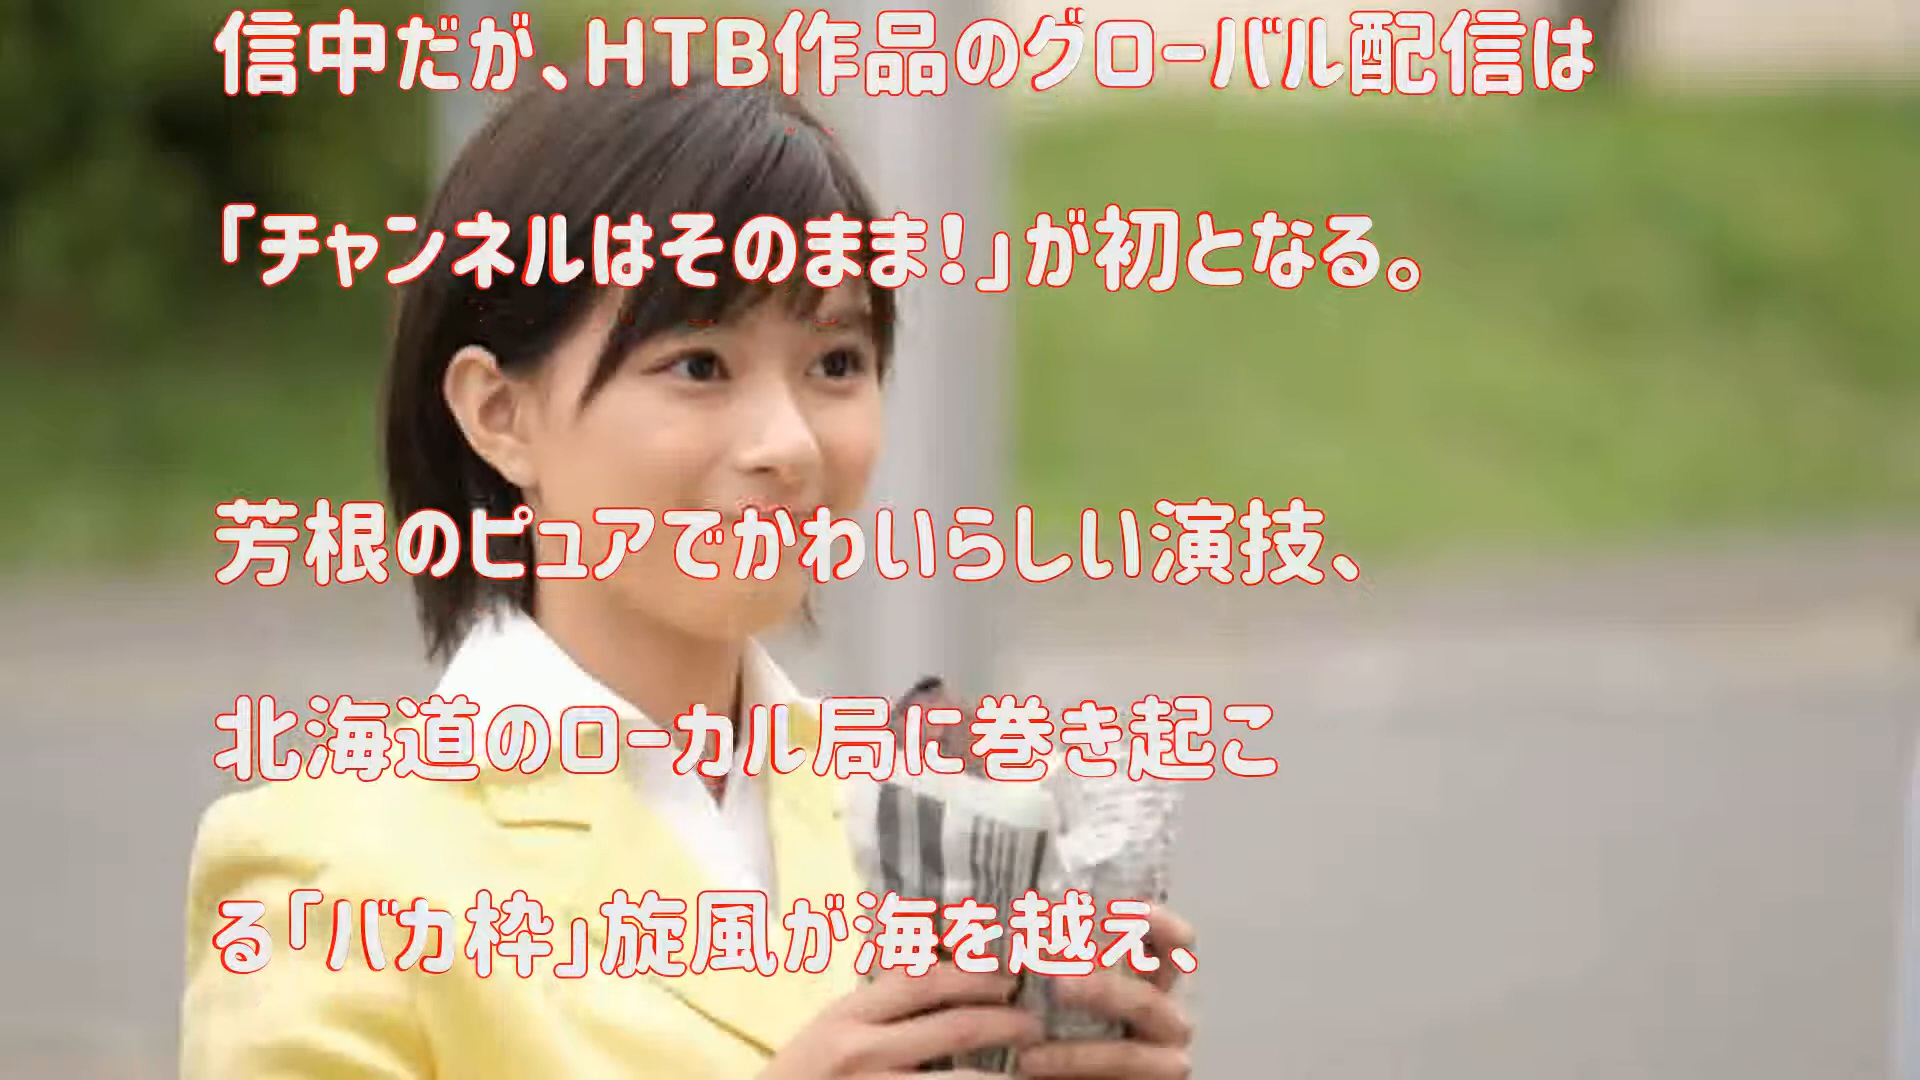 信中だが、HTB作品のグローバル配信は
「チャンネルはそのまま!」が初となる。
芳根のピュアでかわいらしい演技、
北海道のローカル局に巻き起こ
る「バカ枠」旋風が海を越え、